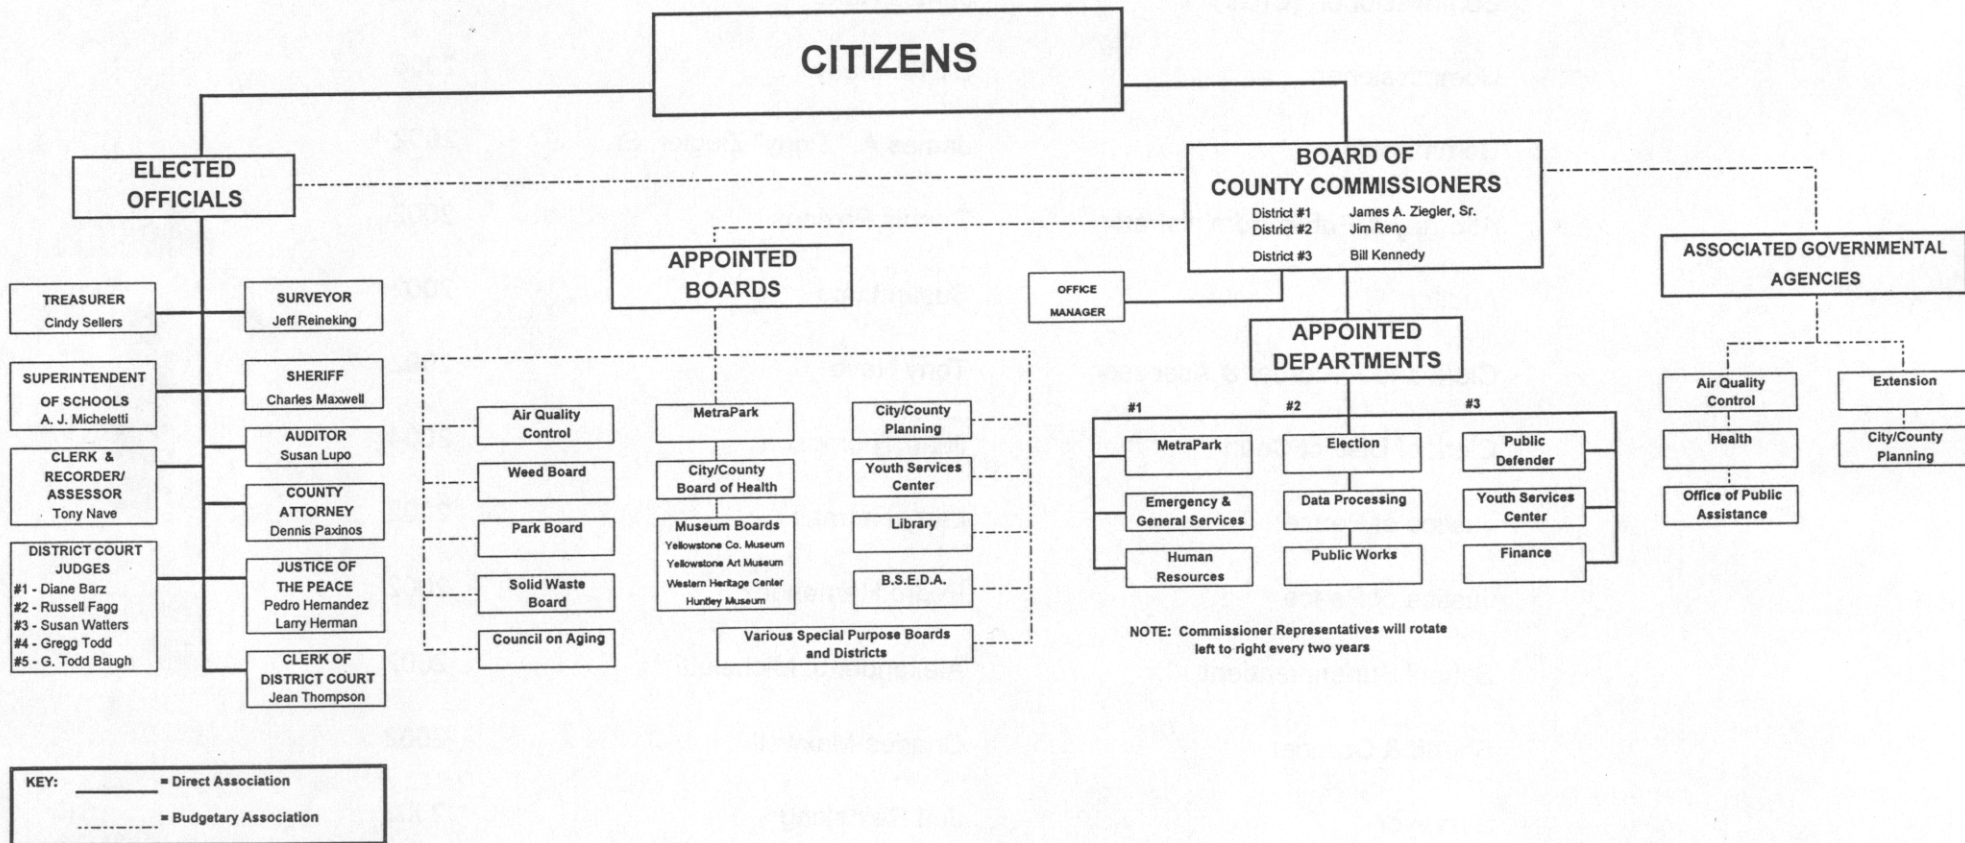 CITIZENS
ELECTED
OFFICIALS
BOARD OF
COUNTY COMMISSIONERS
District #1 James A. Ziegler, Sr.
District #2 Jim Reno
District #3 Bill Kennedy
APPOINTED
BOARDS
OFFICE
MANAGER
APPOINTED
DEPARTMENTS
ASSOCIATED GOVERNMENTAL
AGENCIES
TREASURER
Cindy Sellers
SURVEYOR
Jeff Reineking
SUPERINTENDENT
OF SCHOOLS
A. J. Micheletti
SHERIFF
Charles Maxwell
AUDITOR
Susan Lupo
CLERK &
RECORDER/
ASSESSOR
Tony Nave
COUNTY
ATTORNEY
Dennis Paxinos
DISTRICT COURT
JUDGES
#1 - Diane Barz
#2 - Russell Fagg
#3 - Susan Watters
#4 - Gregg Todd
#5 - G. Todd Baugh
JUSTICE OF
THE PEACE
Pedro Hernandez
Larry Herman
CLERK OF
DISTRICT COURT
Jean Thompson
Air Quality
Control
Weed Board
Park Board
Solid Waste
Board
Council on Aging
MetraPark
City/County
Board of Health
Museum Boards
Yellowstone Co. Museum
Yellowstone Art Museum
Western Heritage Center
Huntley Museum
City/County
Planning
Youth Services
Center
Library
B.S.E.D.A.
Various Special Purpose Boards
and Districts
#1 #2 #3
MetraPark
Emergency &
General Services
Human
Resources
Election
Data Processing
Public Works
Public
Defender
Youth Services
Center
Finance
NOTE: Commissioner Representatives will rotate
left to right every two years
Air Quality
Control
Health
Office of Public
Assistance
Extension
City/County
Planning
KEY: = Direct Association
= Budgetary Association